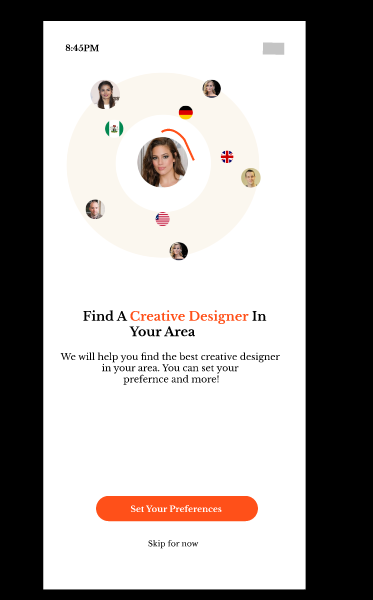 8:45PM
Find A Creative Designer In
Your Area
We will help you find the best creative designer
in your area. You can set your
prefernce and more!
Set Your Preferences
Skip for now